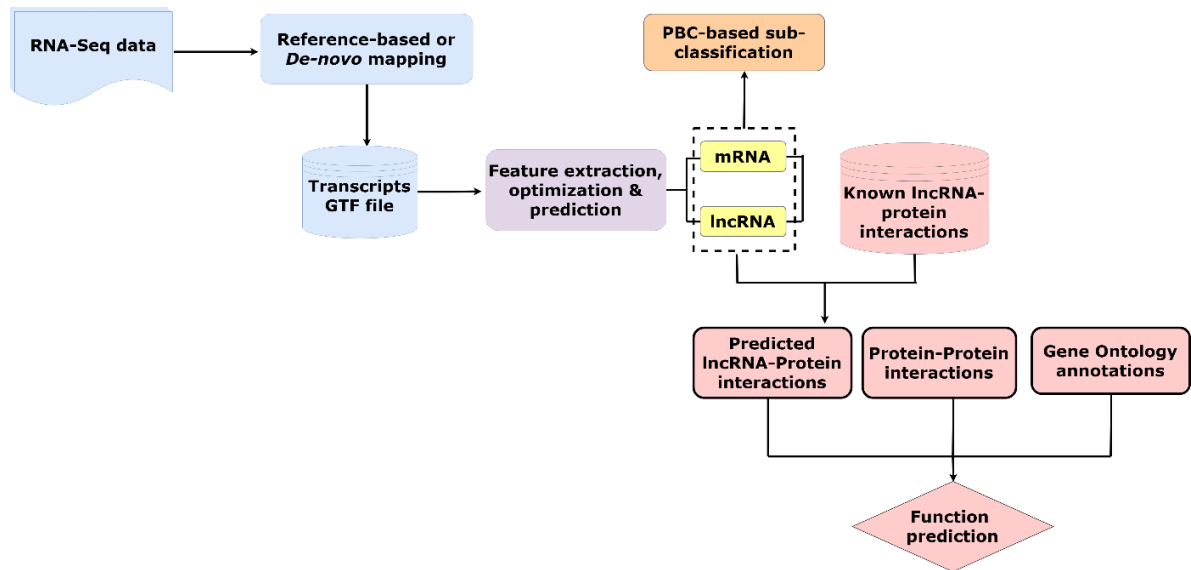 RNA-Seq data
Reference-based or
De-novo mapping
PBC-based sub-
classification
Transcripts
GTF file
Feature extraction,
optimization &
prediction
mRNA
lncRNA
Known lncRNA-
protein
interactions
Predicted
lncRNA-Protein
interactions
Protein-Protein
interactions
Gene Ontology
annotations
Function
prediction